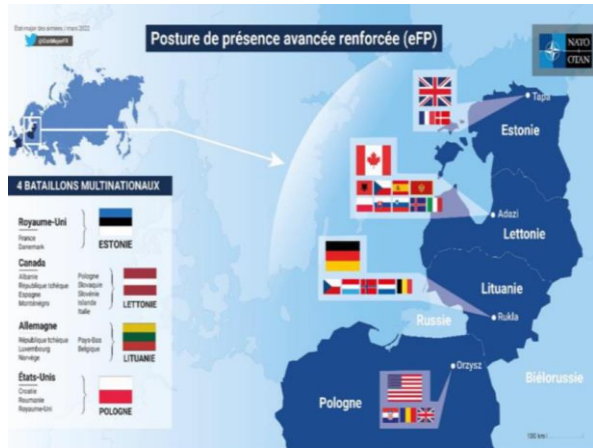 État-major des armées / mars 2022
@EtatMajorFR
Posture de présence avancée renforcée (eFP)
NATO
OTAN
4 BATAILLONS MULTINATIONAUX
Royaume-Uni
France
Danemark
ESTONIE
Canada
Albanie
République tchèque
Espagne
Monténégro
Pologne
Slovaquie
Slovénie
Islande
Italie
LETTONIE
Allemagne
République tchèque
Luxembourg
Norvège
Pays-Bas
Belgique
LITUANIE
États-Unis
Croatie
Roumanie
Royaume-Uni
POLOGNE
Tapa
Estonie
Adazi
Lettonie
Lituanie
Rukla
Russie
Orzysz
Biélorussie
Pologne
100 km